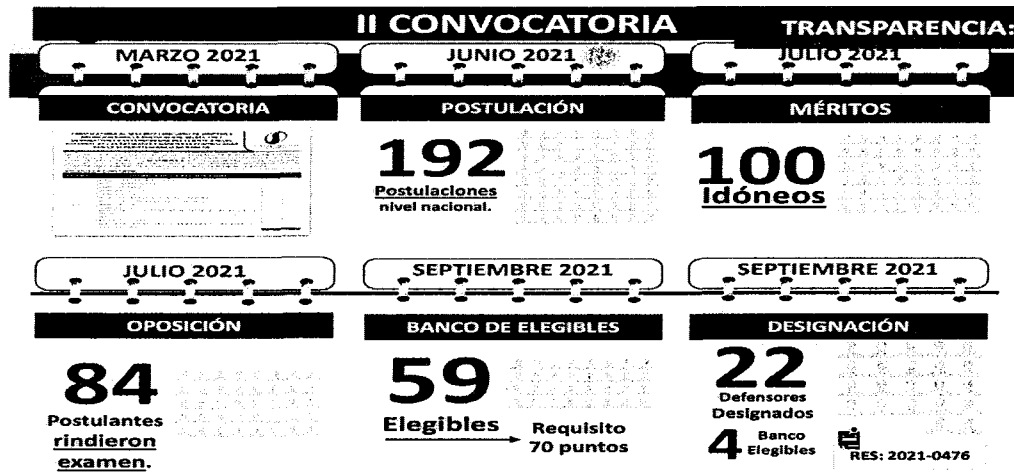 II CONVOCATORIA
TRANSPARENCIA:
MARZO 2021
CONVOCATORIA
JUNIO 2021
POSTULACIÓN
192
Postulaciones
nivel nacional.
JULIO 2021
MÉRITOS
100
Idóneos
JULIO 2021
OPOSICIÓN
84
Postulantes
rindieron
examen.
SEPTIEMBRE 2021
BANCO DE ELEGIBLES
59
Elegibles
Requisito
70 puntos
SEPTIEMBRE 2021
DESIGNACIÓN
22
Defensores
Designados
4 Banco
Elegibles
RES: 2021-0476